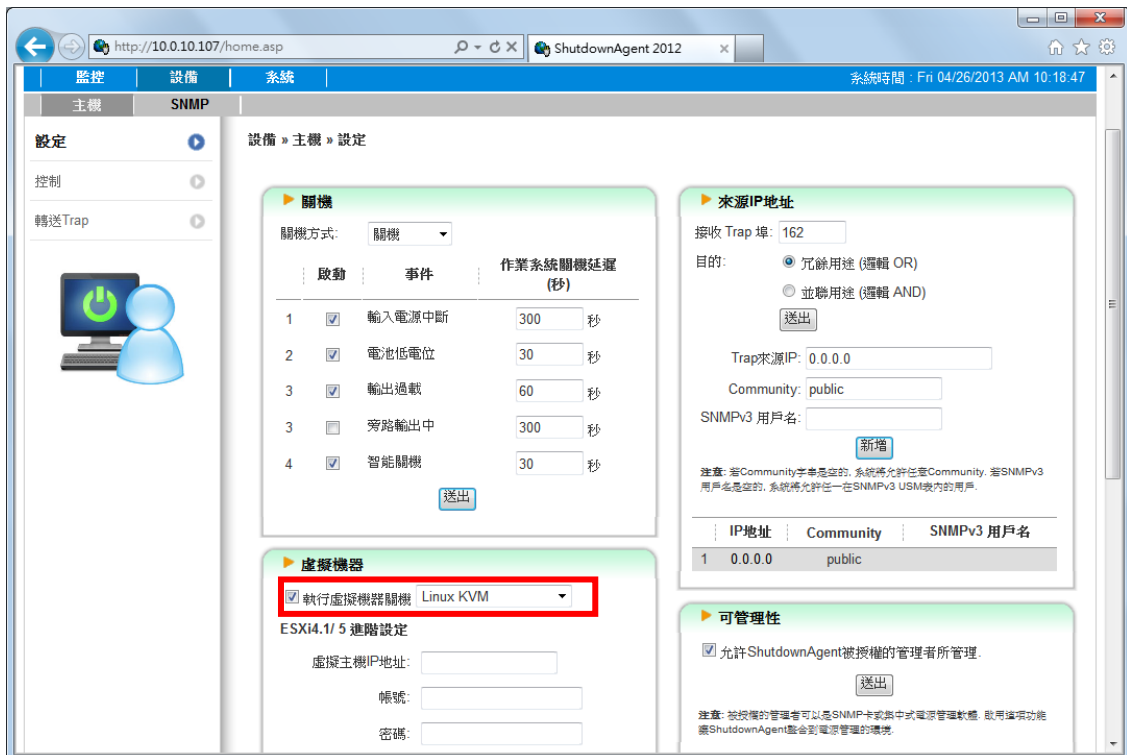 http://10.0.10.107/home.asp
ShutdownAgent 2012
監控 設備 系統
系統時間 : Fri 04/26/2013 AM 10:18:47
主機 SNMP
設定
控制
轉送Trap
設備 » 主機 » 設定
關機
關機方式: 關機
啟動 事件 作業系統關機延遲
(秒)
1 輸入電源中斷 300 秒
2 電池低電位 30 秒
3 輸出過載 60 秒
3 旁路輸出中 300 秒
4 智能關機 30 秒
送出
虛擬機器
執行虛擬機器關機 Linux KVM
ESXi4.1/ 5 進階設定
虛擬主機IP地址:
帳號:
密碼:
來源IP地址
接收 Trap 埠: 162
目的: 冗餘用途 (邏輯 OR)
並聯用途 (邏輯 AND)
送出
Trap來源IP: 0.0.0.0
Community: public
SNMPv3 用戶名:
新增
注意: 若Community字串是空的, 系統將允許任意Community. 若SNMPv3
用戶名是空的, 系統將允許任一在SNMPv3 USM表內的用戶.
IP地址 Community SNMPv3 用戶名
1 0.0.0.0 public
可管理性
允許ShutdownAgent被授權的管理者所管理.
送出
注意: 被授權的管理者可以是SNMP卡或集中式電源管理軟體. 啟用這項功能
讓ShutdownAgent整合到電源管理的環境.